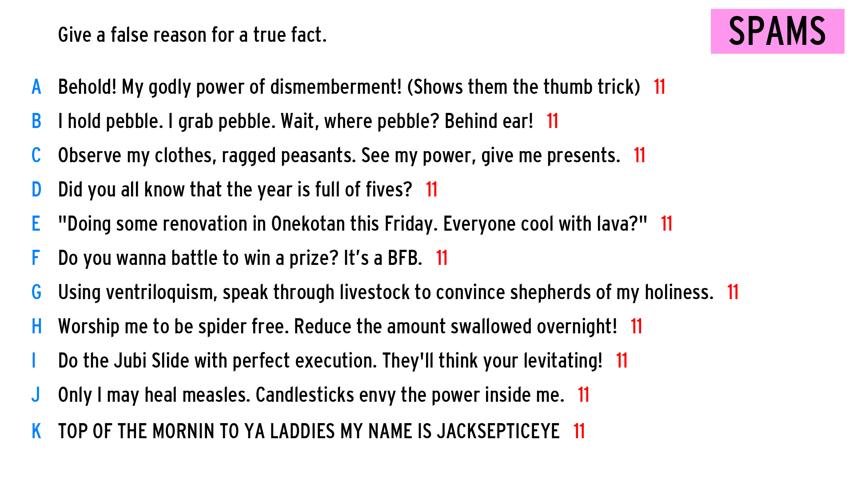 Give a false reason for a true fact.
SPAMS
A Behold! My godly power of dismemberment! (Shows them the thumb trick) 11
B I hold pebble. I grab pebble. Wait, where pebble? Behind ear! 11
C Observe my clothes, ragged peasants. See my power, give me presents. 11
D Did you all know that the year is full of fives? 11
E "Doing some renovation in Onekotan this Friday. Everyone cool with lava?" 11
F Do you wanna battle to win a prize? It's a BFB. 11
G Using ventriloquism, speak through livestock to convince shepherds of my holiness. 11
H Worship me to be spider free. Reduce the amount swallowed overnight! 11
I Do the Jubi Slide with perfect execution. They'll think your levitating! 11
J Only I may heal measles. Candlesticks envy the power inside me. 11
K TOP OF THE MORNIN TO YA LADDIES MY NAME IS JACKSEPTICEYE 11